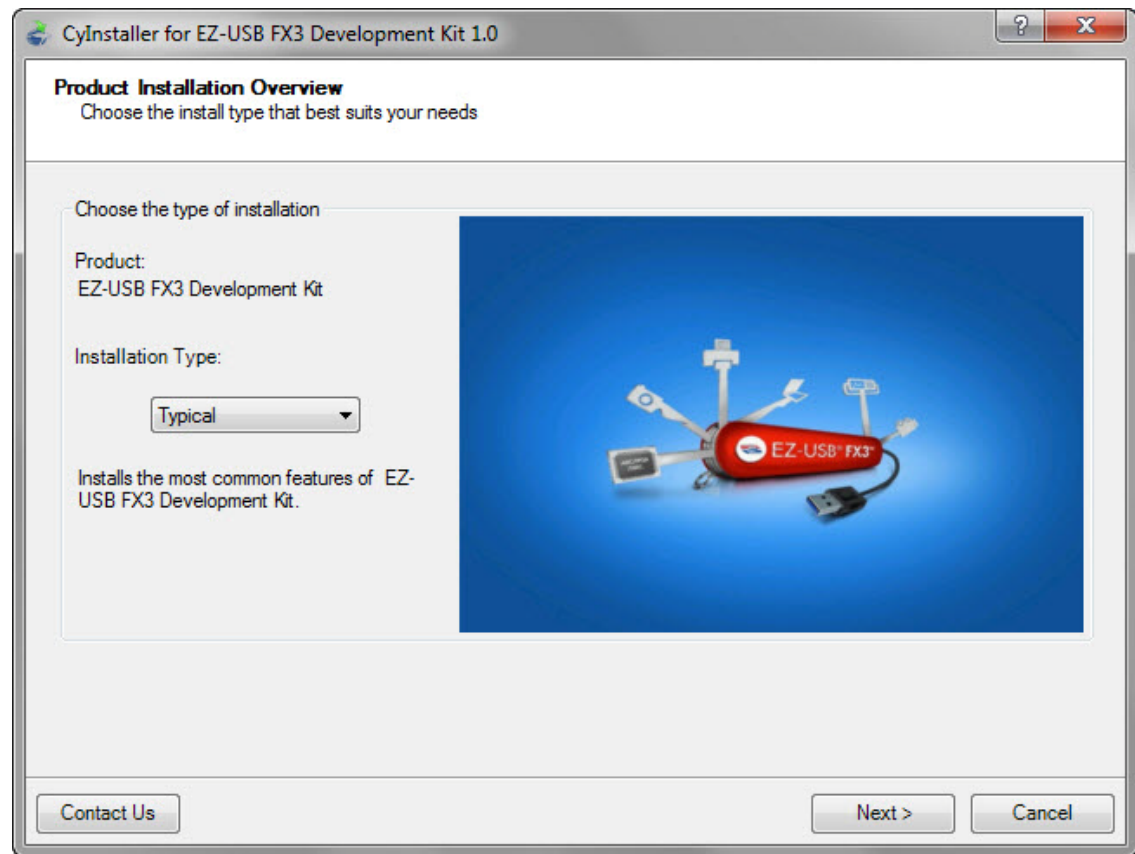 CyInstaller for EZ-USB FX3 Development Kit 1.0
Product Installation Overview
Choose the install type that best suits your needs
Choose the type of installation
Product:
EZ-USB FX3 Development Kit
Installation Type:
Typical
Installs the most common features of EZ-
USB FX3 Development Kit.
EZ-USB® FX3™
Contact Us
Next >
Cancel